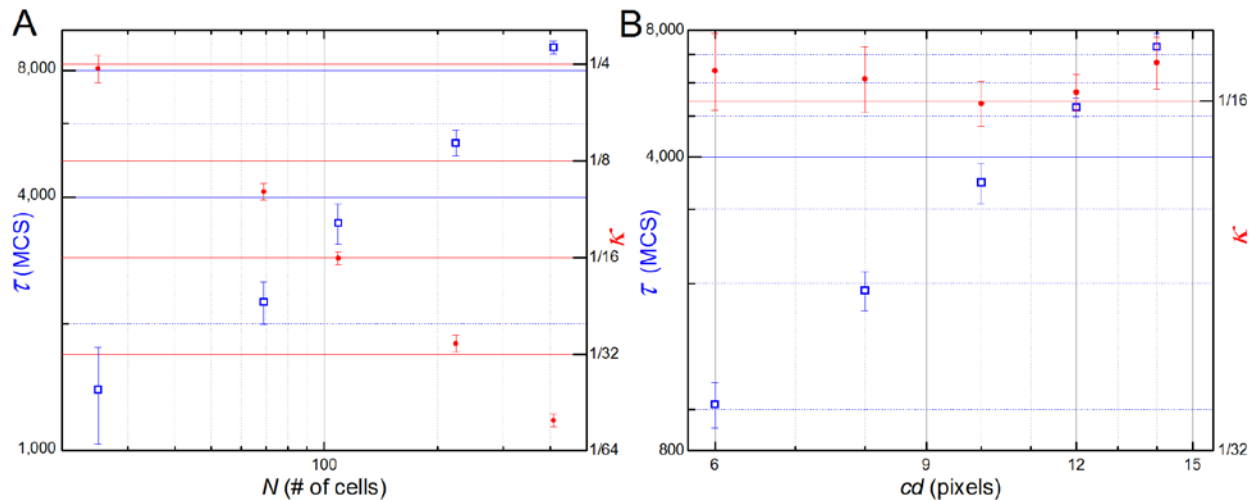 A
8,000
4,000
1,000
τ (MCS)
1/4
1/8
1/16
1/32
1/64
κ
100
N (# of cells)
B
8,000
4,000
800
τ (MCS)
1/16
1/32
κ
6
9
12
15
cd (pixels)